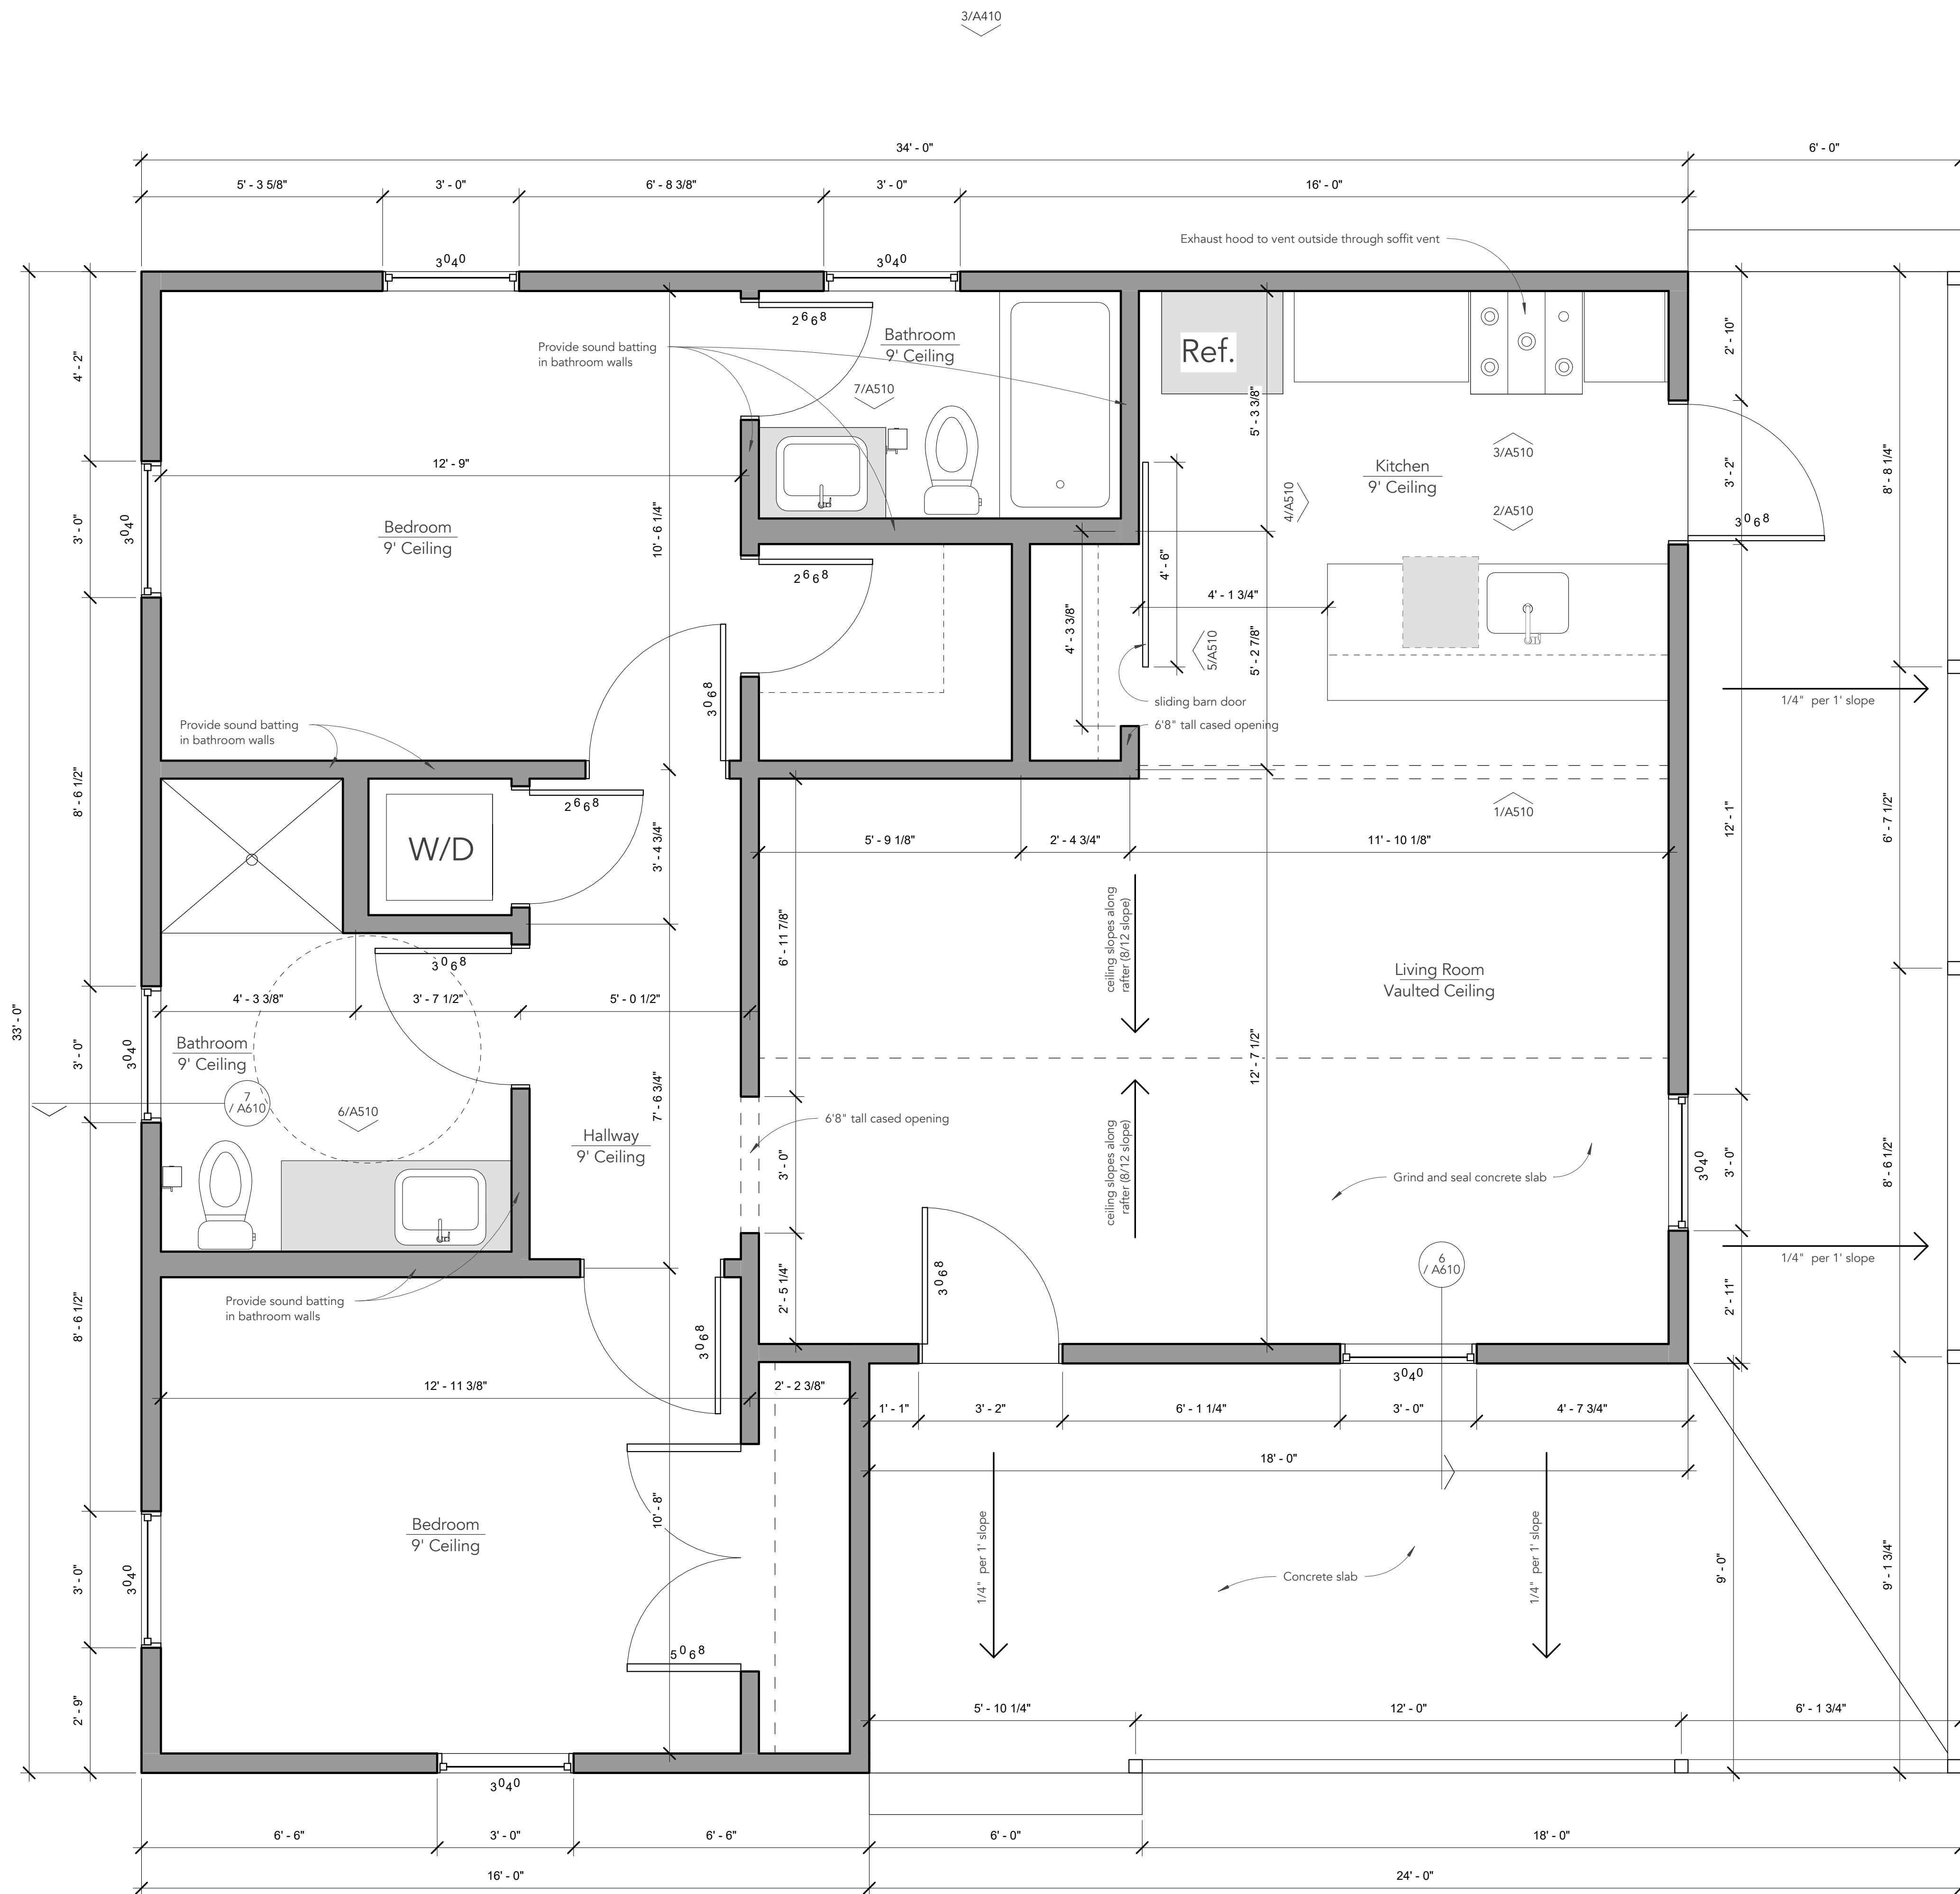 3/A410
34' - 0"
6' - 0"
5' - 3 5/8"
3' - 0"
6' - 8 3/8"
3' - 0"
16' - 0"
Exhaust hood to vent outside through soffit vent
3040
3040
2668
Bathroom
9' Ceiling
Provide sound batting
in bathroom walls
Ref.
7/A510
4' - 2"
2' - 10"
5' - 3 3/8"
3/A510
Kitchen
9' Ceiling
12' - 9"
3' - 2"
8' - 8 1/4"
4/A510
2/A510
3068
Bedroom
9' Ceiling
3' - 0"
3040
10' - 6 1/4"
4' - 6"
2668
4' - 1 3/4"
4' - 3 3/8"
5/A510
5' - 2 7/8"
3068
sliding barn door
6'8" tall cased opening
1/4" per 1' slope
Provide sound batting
in bathroom walls
8' - 6 1/2"
2668
W/D
1/A510
12' - 1"
6' - 7 1/2"
5' - 9 1/8"
2' - 4 3/4"
11' - 10 1/8"
3' - 4 3/4"
6' - 11 7/8"
ceiling slopes along
rafter (8/12 slope)
3068
Living Room
Vaulted Ceiling
4' - 3 3/8"
3' - 7 1/2"
5' - 0 1/2"
33' - 0"
3' - 0"
3040
Bathroom
9' Ceiling
12' - 7 1/2"
7
/ A610
6/A510
7' - 6 3/4"
6'8" tall cased opening
Hallway
9' Ceiling
3' - 0"
ceiling slopes along
rafter (8/12 slope)
Grind and seal concrete slab
3040
3' - 0"
8' - 6 1/2"
6
/ A610
1/4" per 1' slope
3068
2' - 5 1/4"
2' - 11"
8' - 6 1/2"
Provide sound batting
in bathroom walls
3068
3040
12' - 11 3/8"
2' - 2 3/8"
1' - 1"
3' - 2"
6' - 1 1/4"
3' - 0"
4' - 7 3/4"
18' - 0"
Bedroom
9' Ceiling
10' - 8"
1/4" per 1' slope
1/4" per 1' slope
Concrete slab
3' - 0"
3040
9' - 0"
9' - 1 3/4"
5068
2' - 9"
5' - 10 1/4"
12' - 0"
6' - 1 3/4"
3040
6' - 6"
3' - 0"
6' - 6"
6' - 0"
18' - 0"
16' - 0"
24' - 0"